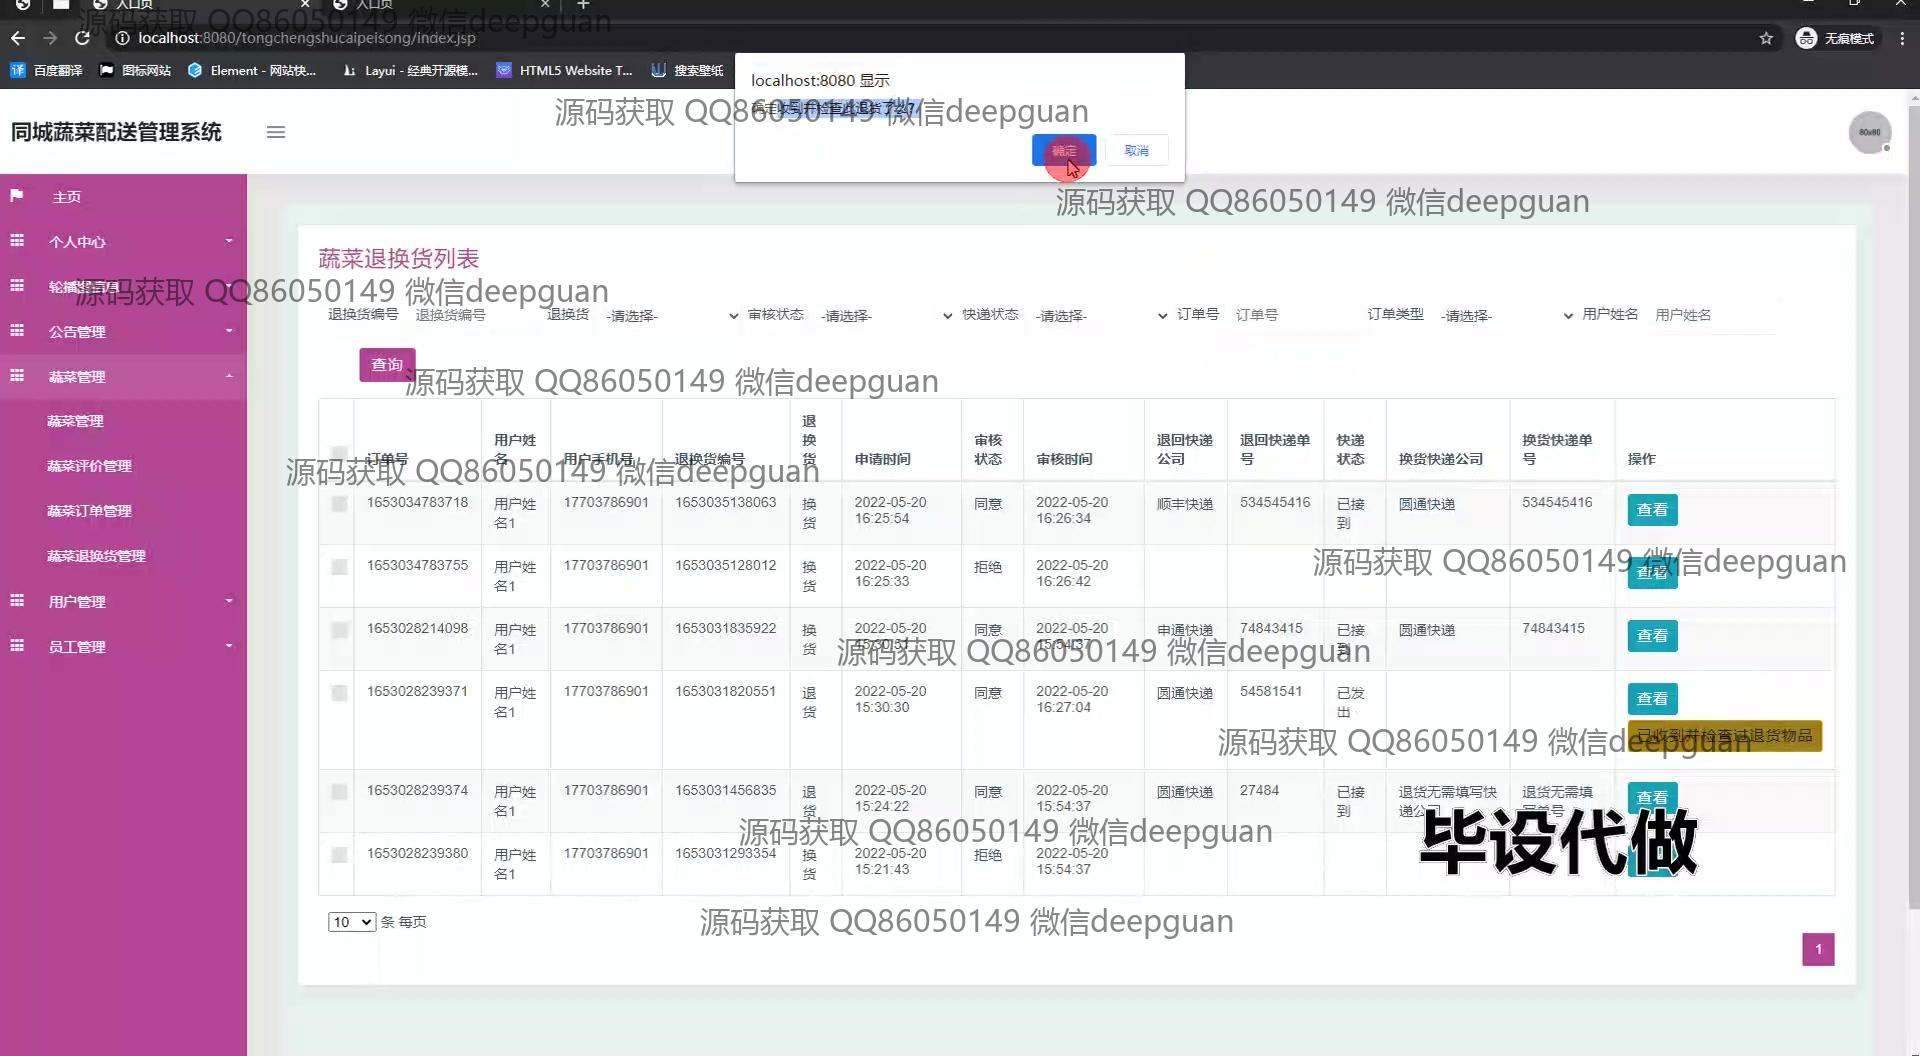 入口页
入口页
源码获取 QQ86050149 微信deepguan
localhost:8080/tongchengshucaipeisong/index.jsp
无痕模式
百度翻译
图标网站
Element - 网站快...
Layui - 经典开源模...
HTML5 Website T...
搜索壁纸
localhost:8080 显示
源码获取 QQ86050149 微信deepguan
确定
取消
同城蔬菜配送管理系统
80x80
源码获取 QQ86050149 微信deepguan
主页
个人中心
源码获取 QQ86050149 微信deepguan
公告管理
蔬菜管理
蔬菜管理
蔬菜评价管理
蔬菜订单管理
蔬菜退换货管理
用户管理
员工管理
蔬菜退换货列表
退换货编号 退换货编号 退换货 -请选择- 审核状态 -请选择- 快递状态 -请选择- 订单号 订单号 订单类型 -请选择- 用户姓名 用户姓名
查询
源码获取 QQ86050149 微信deepguan
订单号 用户姓名 用户手机号 退换货编号 退换货 申请时间 审核状态 审核时间 退回快递公司 退回快递单号 快递状态 换货快递公司 换货快递单号 操作
源码获取 QQ86050149 微信deepguan
1653034783718 用户姓名1 17703786901 1653035138063 换货 2022-05-20 16:25:54 同意 2022-05-20 16:26:34 顺丰快递 534545416 已接到 圆通快递 534545416 查看
1653034783755 用户姓名1 17703786901 1653035128012 换货 2022-05-20 16:25:33 拒绝 2022-05-20 16:26:42 查看
源码获取 QQ86050149 微信deepguan
1653028214098 用户姓名1 17703786901 1653031835922 换货 2022-05-20 同意 2022-05-20 15:54:37 申通快递 74843415 已接到 圆通快递 74843415 查看
源码获取 QQ86050149 微信deepguan
1653028239371 用户姓名1 17703786901 1653031820551 退货 2022-05-20 15:30:30 同意 2022-05-20 16:27:04 圆通快递 54581541 已发出 查看
已收到并检查过退货物品
源码获取 QQ86050149 微信deepguan
1653028239374 用户姓名1 17703786901 1653031456835 退货 2022-05-20 15:24:22 同意 2022-05-20 15:54:37 圆通快递 27484 已接到 退货无需填写快递公司 退货无需填写单号 查看
源码获取 QQ86050149 微信deepguan
毕设代做
1653028239380 用户姓名1 17703786901 1653031293354 换货 2022-05-20 15:21:43 拒绝 2022-05-20 15:54:37
10 条 每页
源码获取 QQ86050149 微信deepguan
1